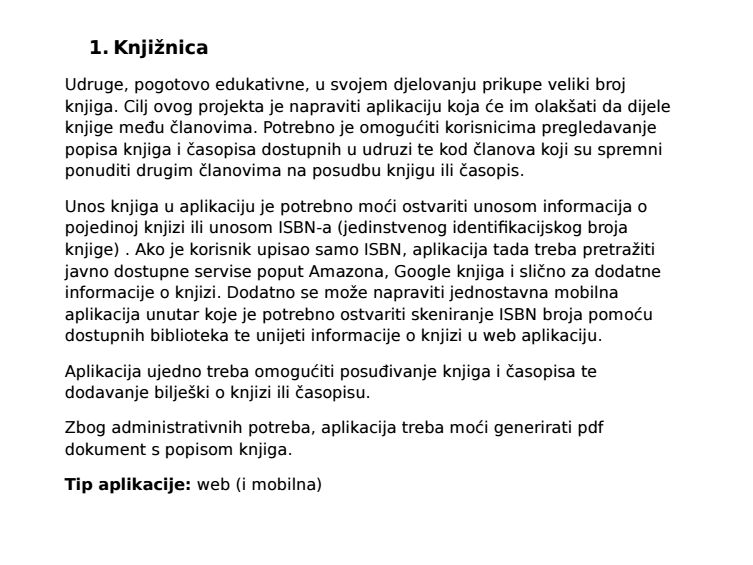 1. Knjižnica
Udruge, pogotovo edukativne, u svojem djelovanju prikupe veliki broj
knjiga. Cilj ovog projekta je napraviti aplikaciju koja će im olakšati da dijele
knjige među članovima. Potrebno je omogućiti korisnicima pregledavanje
popisa knjiga i časopisa dostupnih u udruzi te kod članova koji su spremni
ponuditi drugim članovima na posudbu knjigu ili časopis.
Unos knjiga u aplikaciju je potrebno moći ostvariti unosom informacija o
pojedinoj knjizi ili unosom ISBN-a (jedinstvenog identifikacijskog broja
knjige) . Ako je korisnik upisao samo ISBN, aplikacija tada treba pretražiti
javno dostupne servise poput Amazona, Google knjiga i slično za dodatne
informacije o knjizi. Dodatno se može napraviti jednostavna mobilna
aplikacija unutar koje je potrebno ostvariti skeniranje ISBN broja pomoću
dostupnih biblioteka te unijeti informacije o knjizi u web aplikaciju.
Aplikacija ujedno treba omogućiti posuđivanje knjiga i časopisa te
dodavanje bilješki o knjizi ili časopisu.
Zbog administrativnih potreba, aplikacija treba moći generirati pdf
dokument s popisom knjiga.
Tip aplikacije: web (i mobilna)